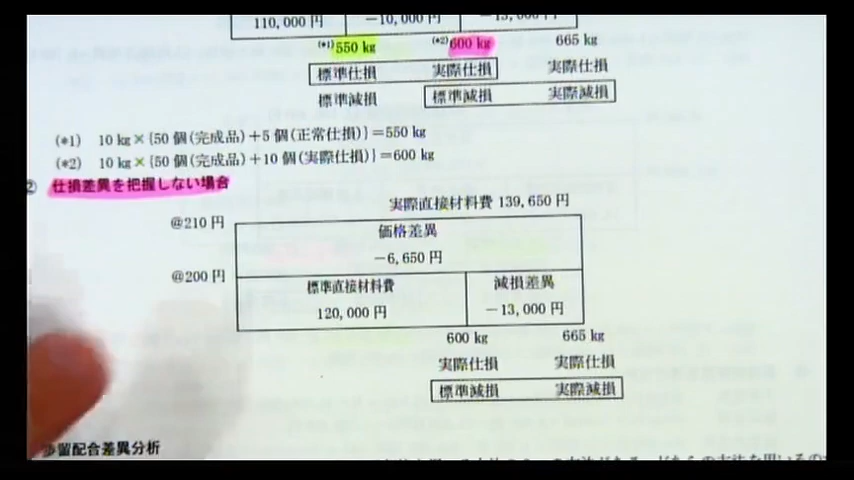 110,000 円 −10,000 円 −13,000 円
(*1) 550 kg (*2) 600 kg 665 kg
標準仕損 実際仕損 実際仕損
標準減損 標準減損 実際減損
(*1) 10 kg×{50 個(完成品)+5 個(正常仕損)}=550 kg
(*2) 10 kg×{50 個(完成品)+10 個(実際仕損)}=600 kg
② 仕損差異を把握しない場合
実際直接材料費 139,650 円
@210 円
価格差異
−6,650 円
@200 円
標準直接材料費 減損差異
120,000 円 −13,000 円
600 kg 665 kg
実際仕損 実際仕損
標準減損 実際減損
歩留配合差異分析